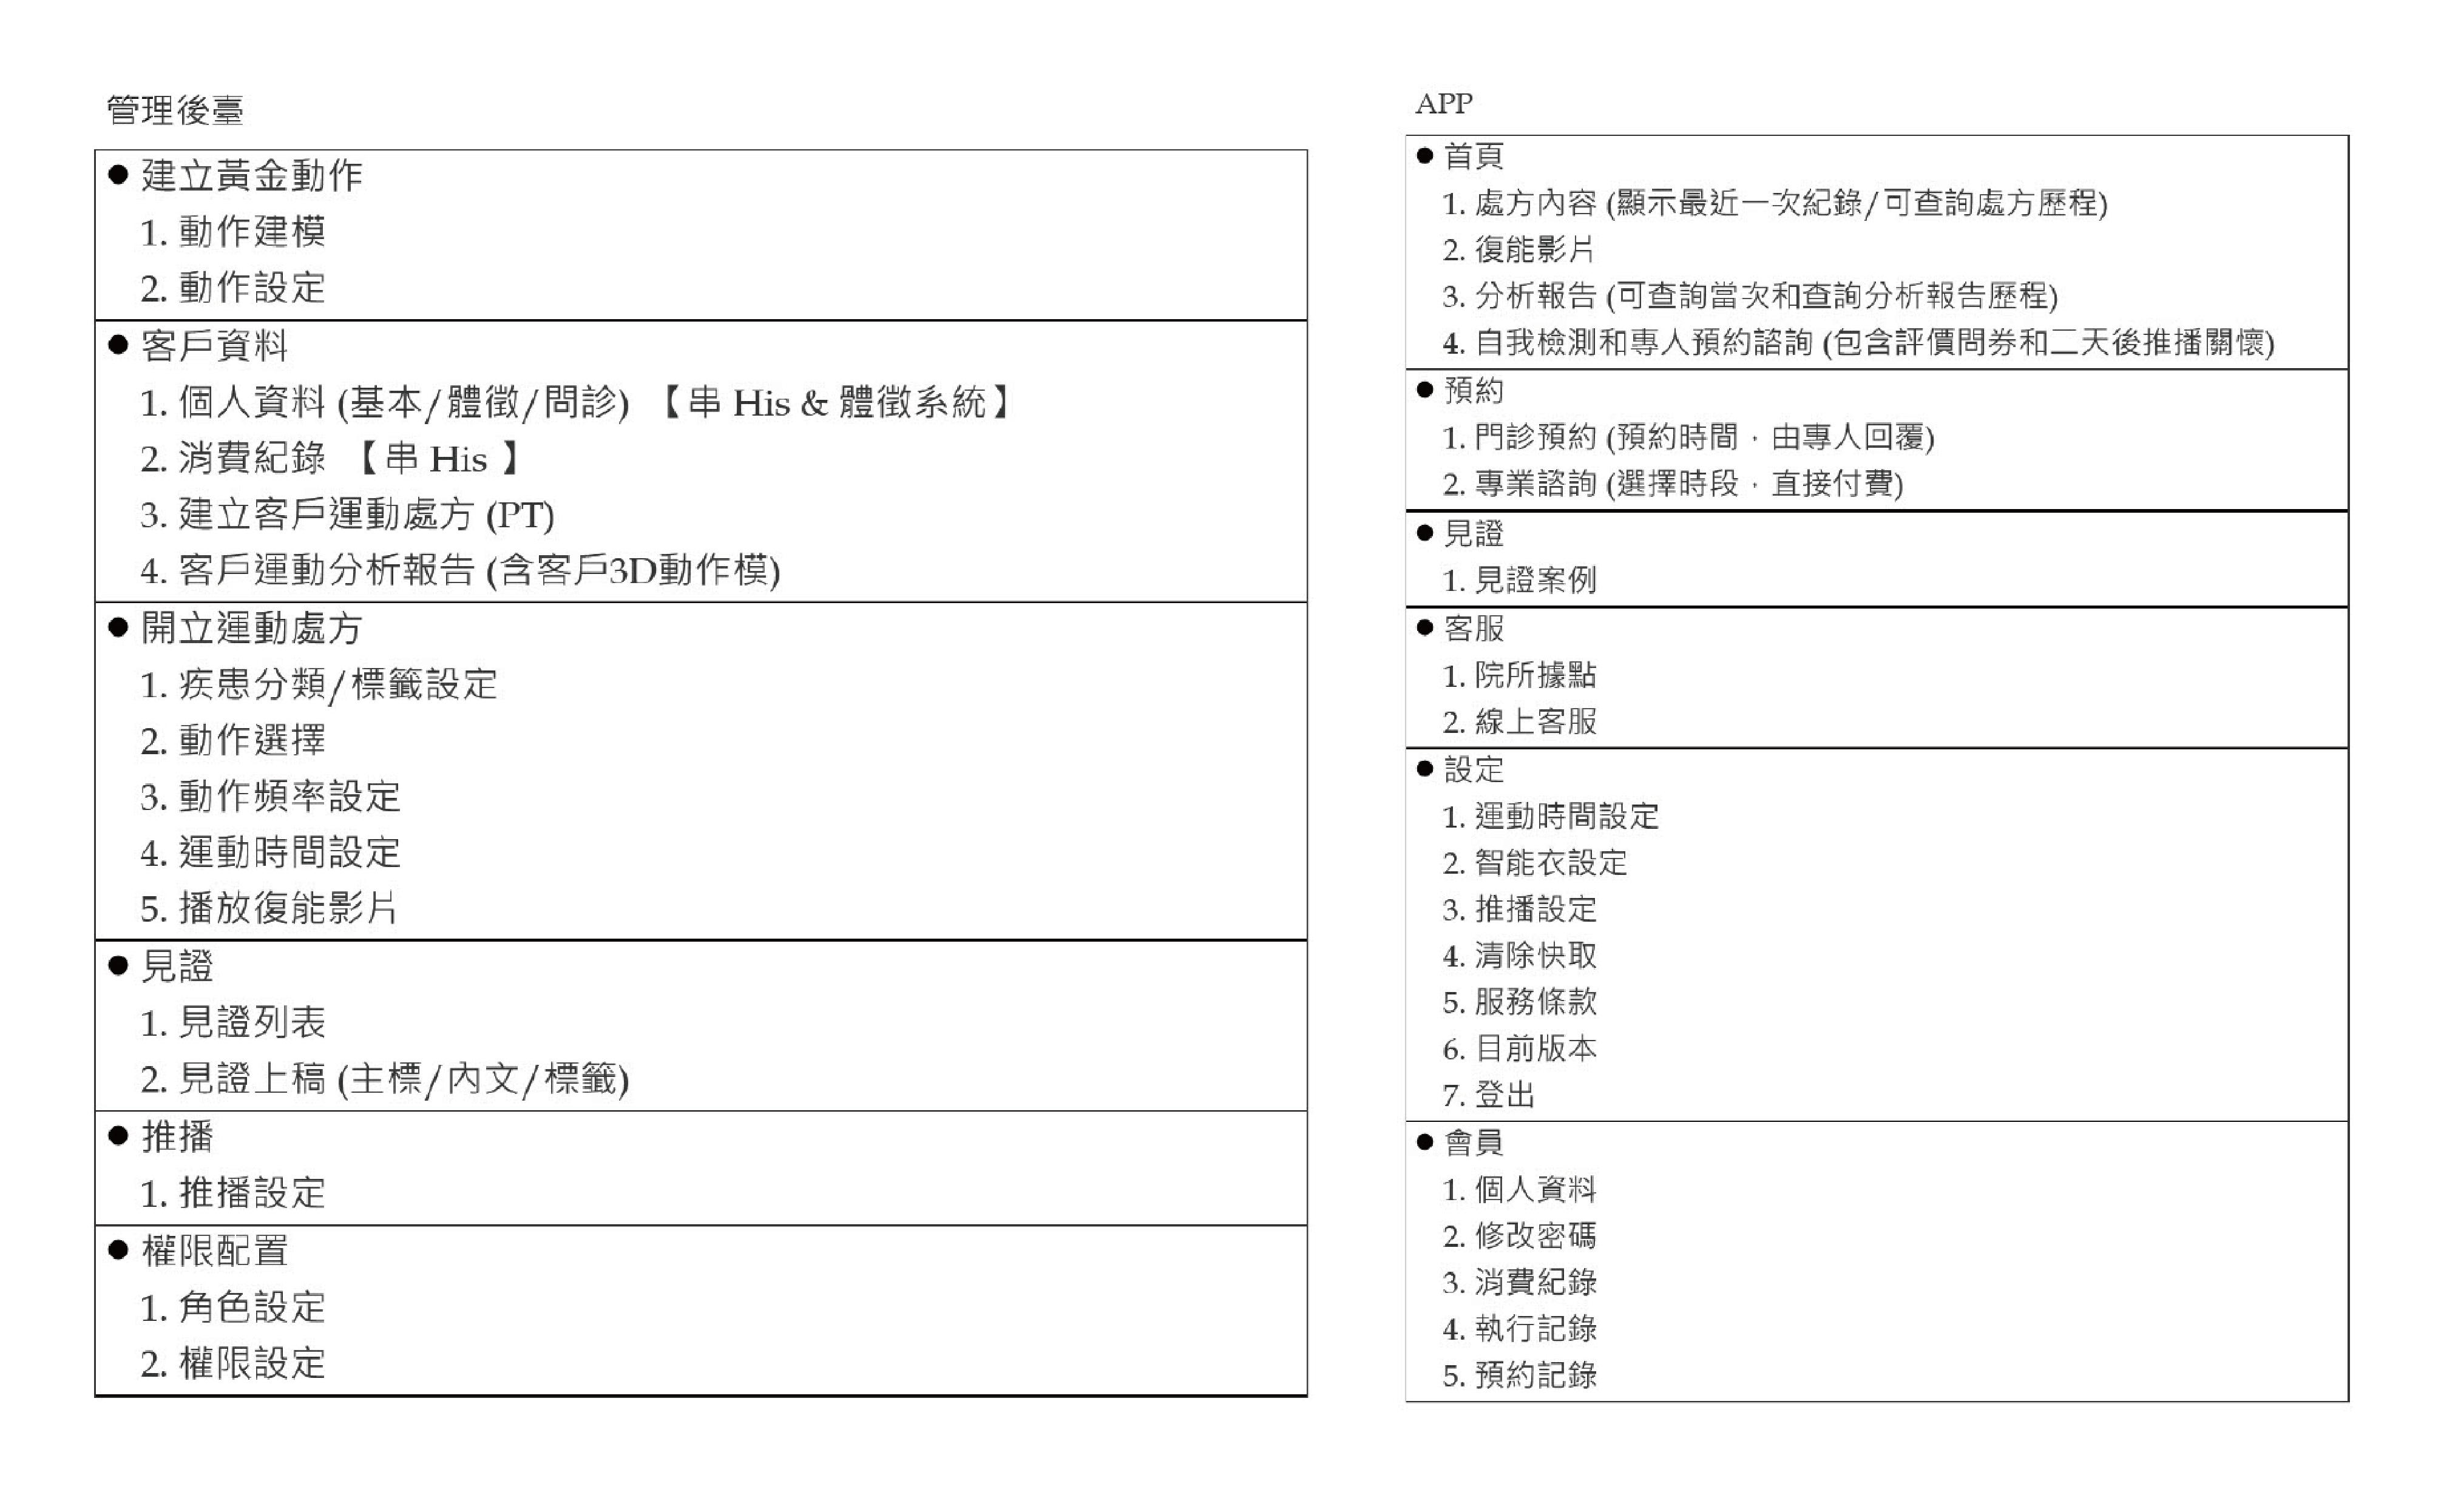 管理後臺
● 建立黃金動作
1. 動作建模
2. 動作設定
● 客戶資料
1. 個人資料 (基本/體徵/問診) 【串 His & 體徵系統】
2. 消費紀錄 【串 His 】
3. 建立客戶運動處方 (PT)
4. 客戶運動分析報告 (含客戶3D動作模)
● 開立運動處方
1. 疾患分類/標籤設定
2. 動作選擇
3. 動作頻率設定
4. 運動時間設定
5. 播放復能影片
● 見證
1. 見證列表
2. 見證上稿 (主標/內文/標籤)
● 推播
1. 推播設定
● 權限配置
1. 角色設定
2. 權限設定
APP
● 首頁
1. 處方內容 (顯示最近一次紀錄/可查詢處方歷程)
2. 復能影片
3. 分析報告 (可查詢當次和查詢分析報告歷程)
4. 自我檢測和專人預約諮詢 (包含評價問券和二天後推播關懷)
● 預約
1. 門診預約 (預約時間，由專人回覆)
2. 專業諮詢 (選擇時段，直接付費)
● 見證
1. 見證案例
● 客服
1. 院所據點
2. 線上客服
● 設定
1. 運動時間設定
2. 智能衣設定
3. 推播設定
4. 清除快取
5. 服務條款
6. 目前版本
7. 登出
● 會員
1. 個人資料
2. 修改密碼
3. 消費紀錄
4. 執行記錄
5. 預約記錄